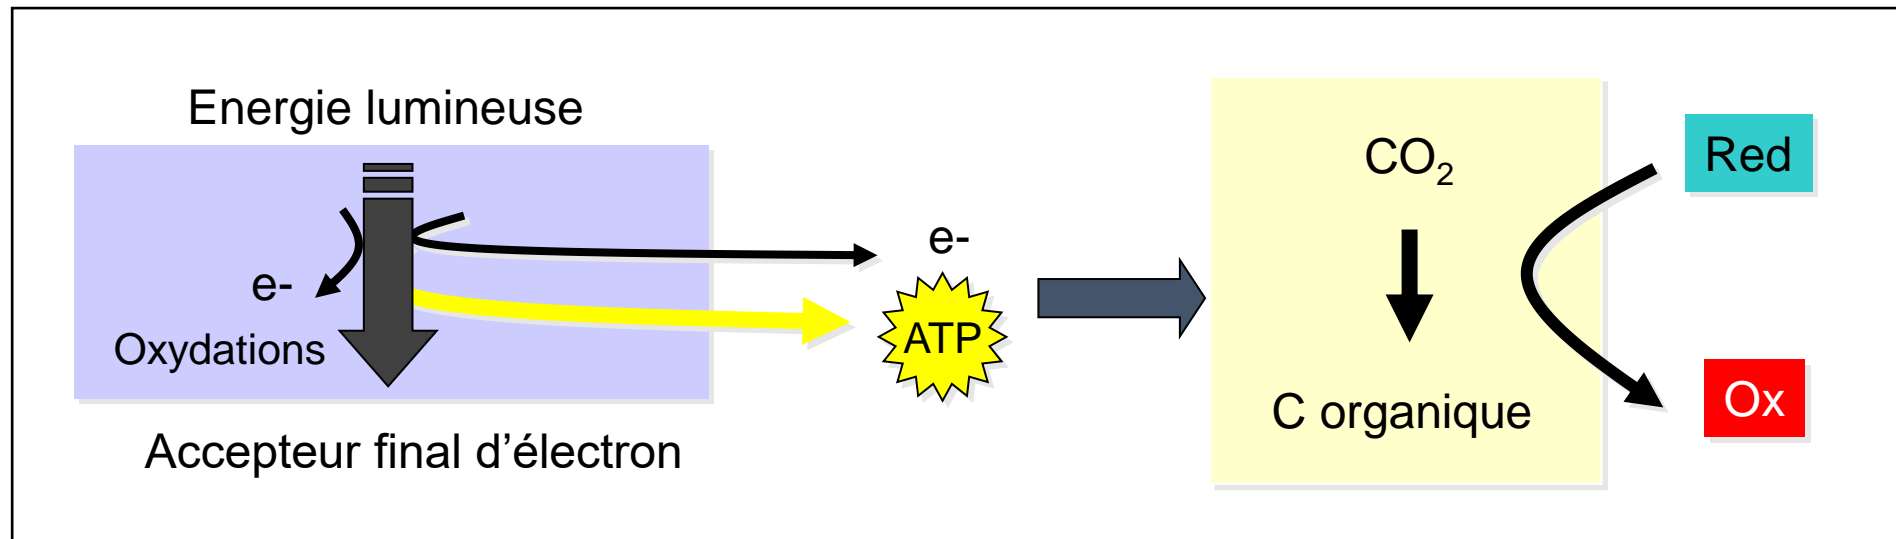 Energie lumineuse
e-
Oxydations
Accepteur final d’électron
e-
ATP
CO₂
C organique
Red
Ox